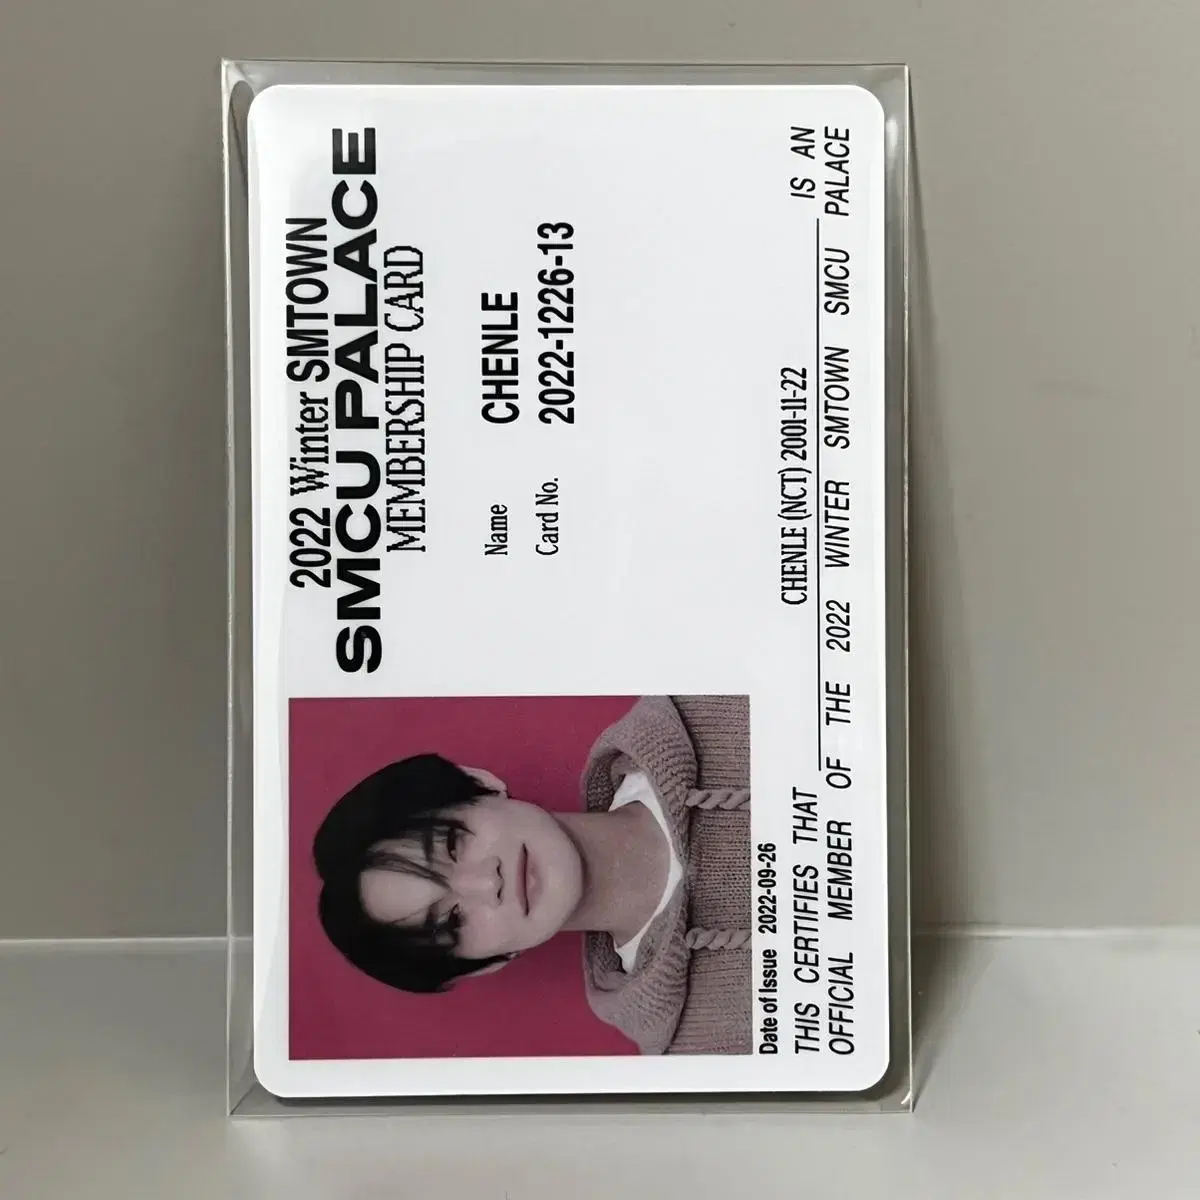 2022 Winter SMTOWN
SMCU PALACE
MEMBERSHIP CARD
Name CHENLE
Card No. 2022-1226-13
Date of Issue 2022-09-26
CHENLE (NCT) 2001-11-22
THIS CERTIFIES THAT IS AN
OFFICIAL MEMBER OF THE 2022 WINTER SMTOWN SMCU PALACE